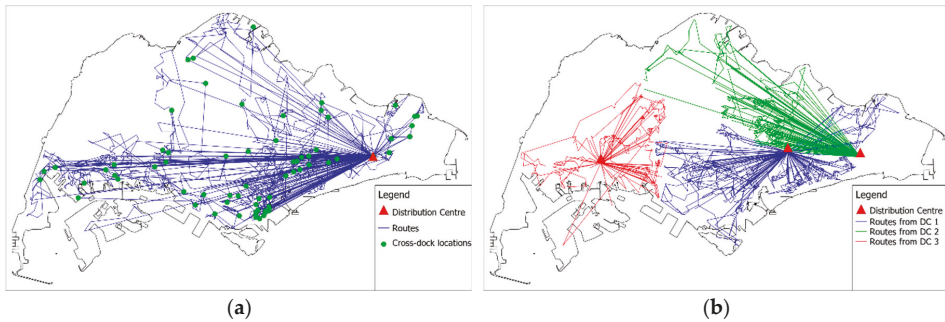 Legend
Distribution Centre
Routes
Cross-dock locations
(a)
Legend
Distribution Centre
Routes from DC 1
Routes from DC 2
Routes from DC 3
(b)